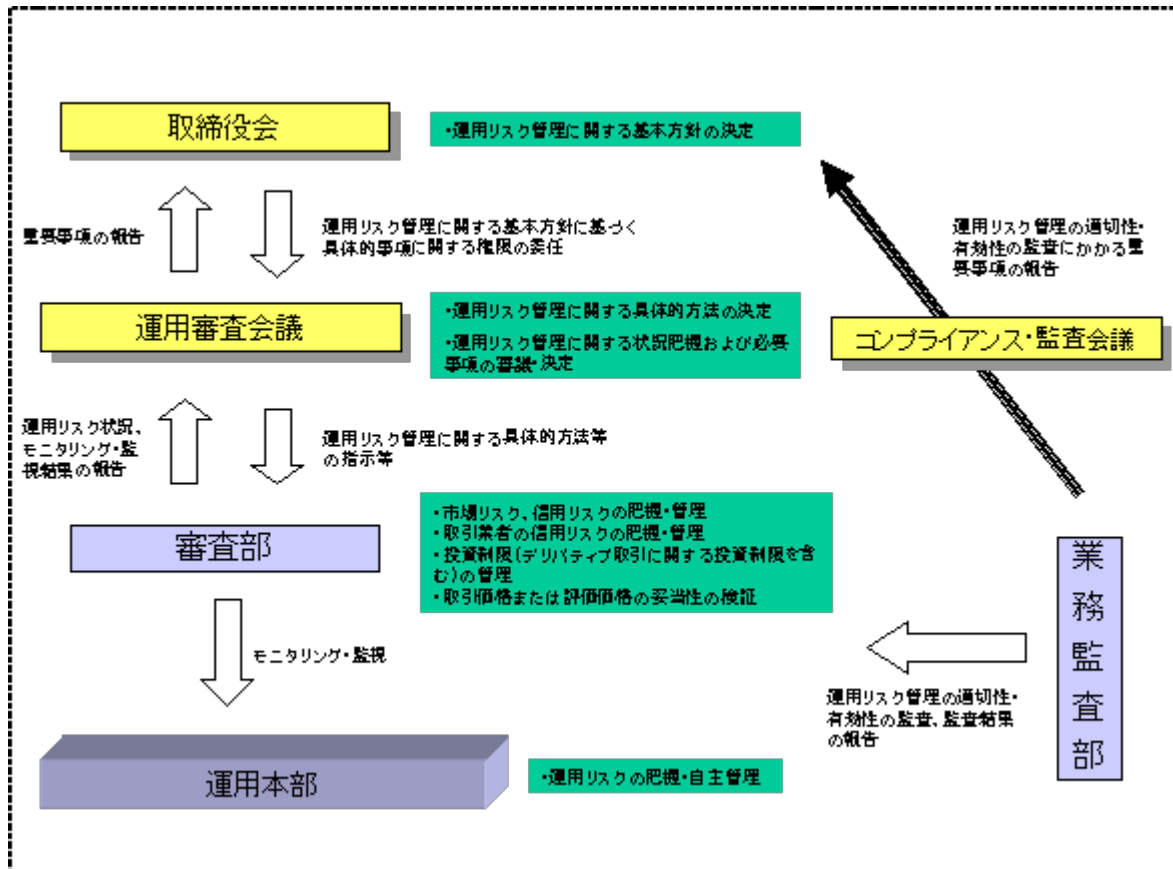 取締役会
・運用リスク管理に関する基本方針の決定
重要事項の報告
運用リスク管理に関する基本方針に基づく
具体的事項に関する権限の委任
運用リスク管理の適切性・
有効性の監査にかかる重
要事項の報告
運用審査会議
・運用リスク管理に関する具体的方法の決定
・運用リスク管理に関する状況把握および必要
事項の審議・決定
コンプライアンス・監査会議
運用リスク状況、
モニタリング・監
視結果の報告
運用リスク管理に関する具体的方法等
の指示等
審査部
・市場リスク、信用リスクの把握・管理
・取引業者の信用リスクの把握・管理
・投資制限(デリバティブ取引に関する投資制限を含
む)の管理
・取引価格または評価価格の妥当性の検証
業務監査部
モニタリング・監視
運用リスク管理の適切性・
有効性の監査、監査結果
の報告
運用本部
・運用リスクの把握・自主管理